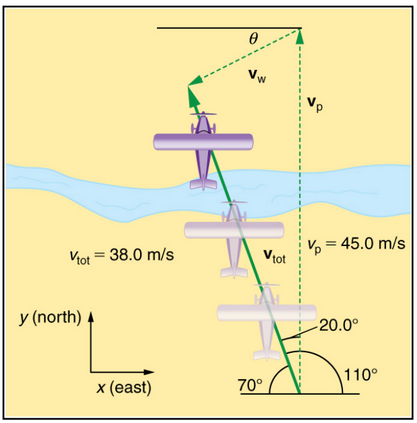 θ
v_w
v_p
v_tot = 38.0 m/s
v_tot
v_p = 45.0 m/s
y (north)
x (east)
20.0°
70°
110°